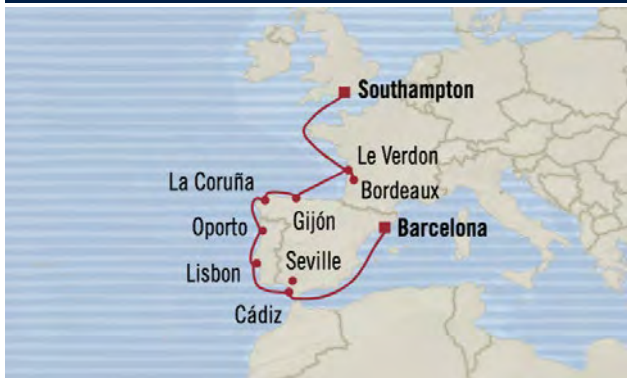 Southampton
Le Verdon
La Coruña
Bordeaux
Gijón
Oporto
Barcelona
Seville
Lisbon
Cádiz